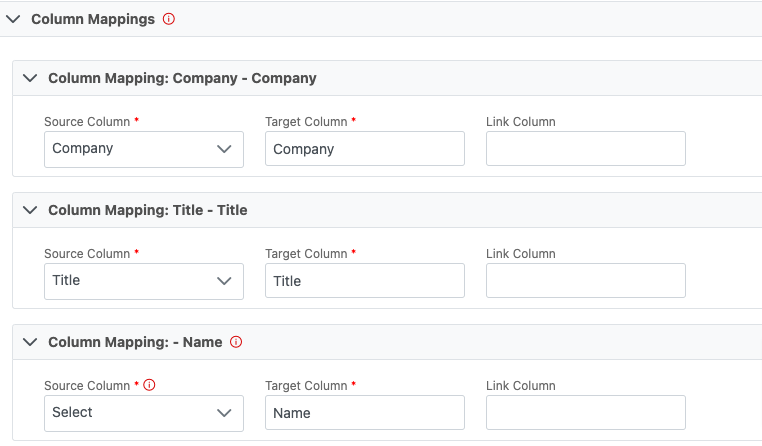 Column Mappings
Column Mapping: Company - Company
Source Column * Target Column * Link Column
Company Company
Column Mapping: Title - Title
Source Column * Target Column * Link Column
Title Title
Column Mapping: - Name
Source Column * Target Column * Link Column
Select Name